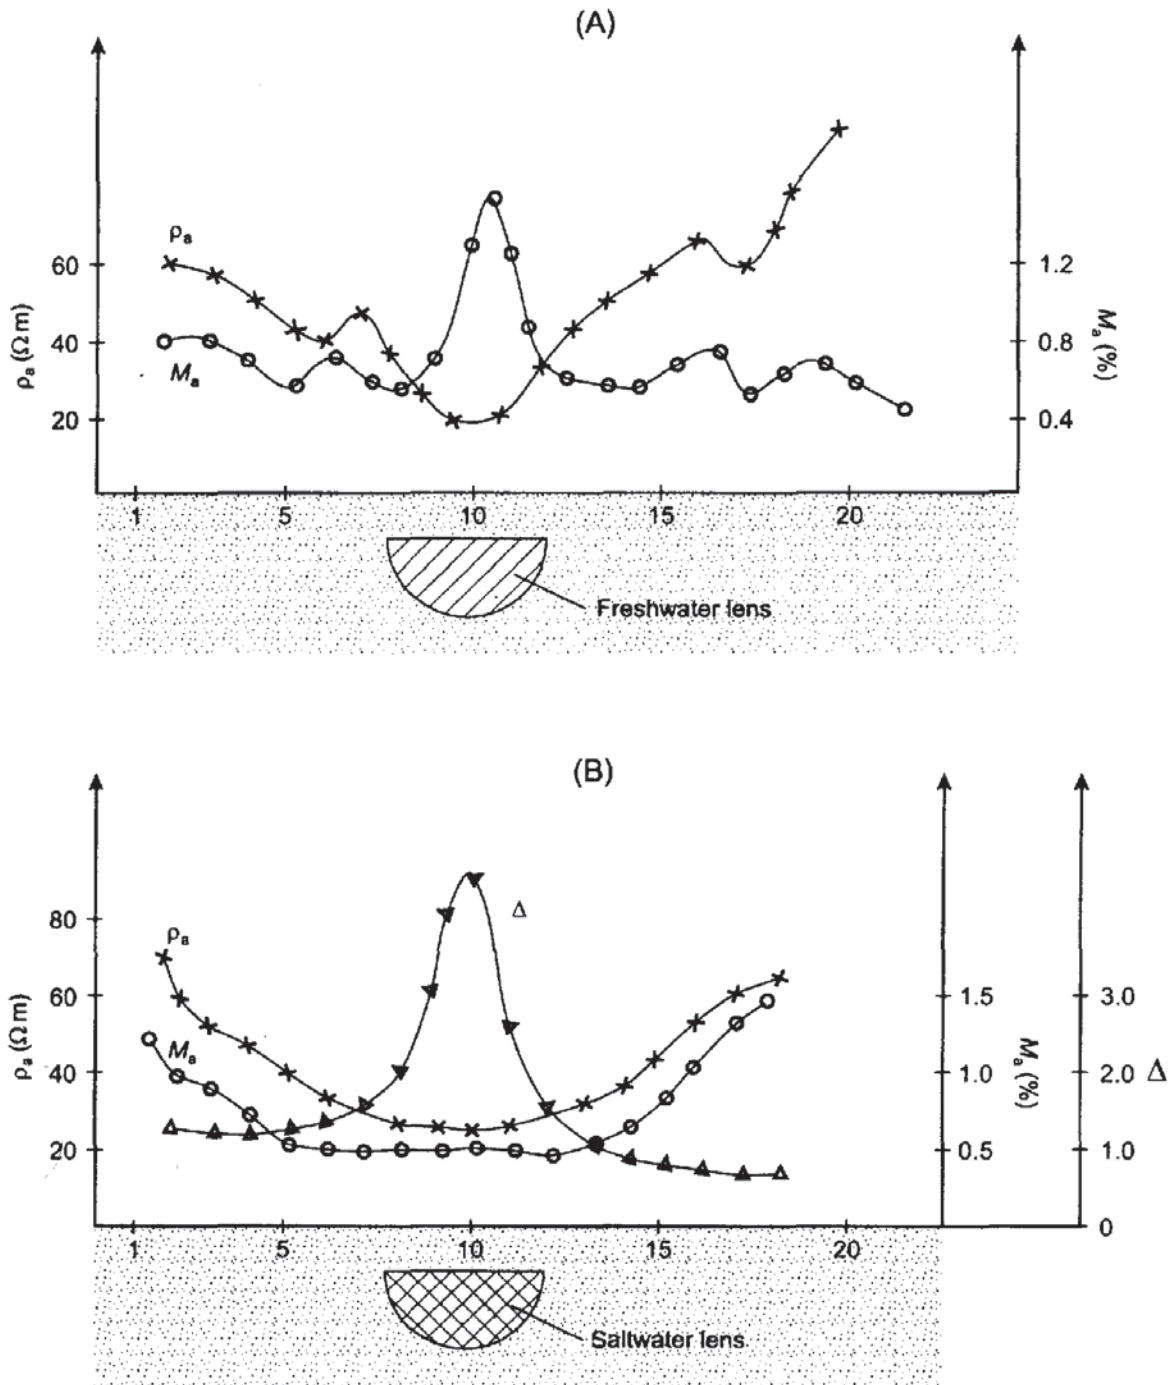 (A)
ρa
60
40
20
ρa (Ω m)
Ma
1.2
0.8
0.4
Ma (%)
1 5 10 15 20
Freshwater lens
(B)
Δ
ρa
80
60
40
20
ρa (Ω m)
Ma
1.5
1.0
0.5
Ma (%)
3.0
2.0
1.0
0
Δ
1 5 10 15 20
Saltwater lens